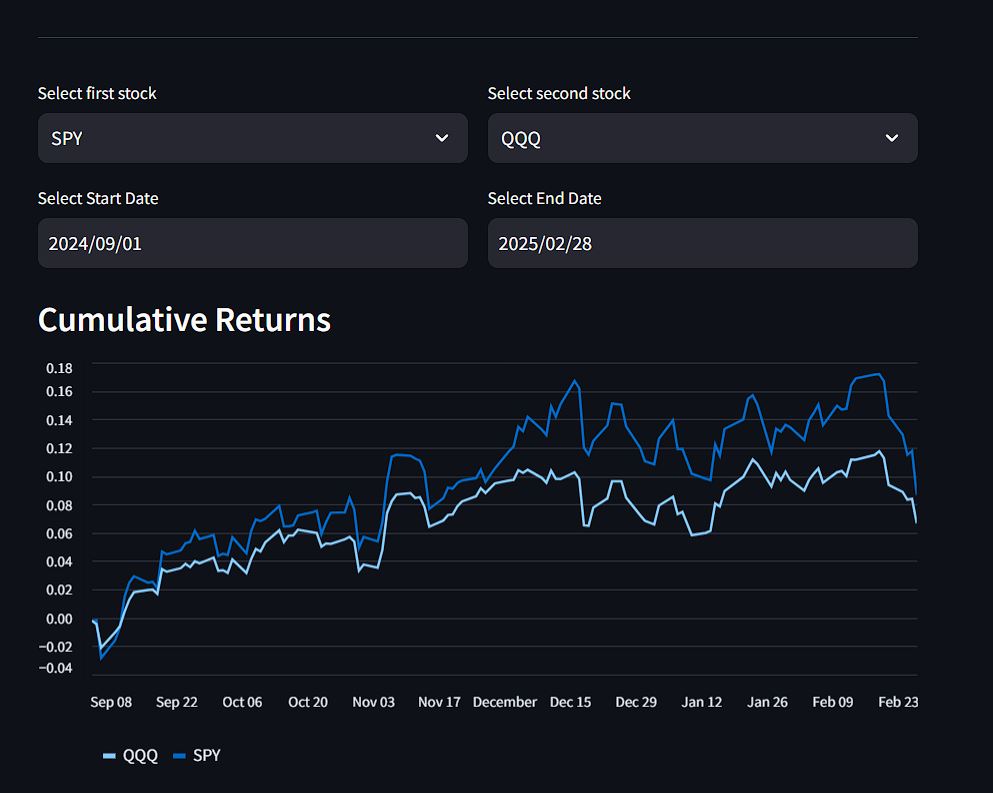 Select first stock
Select second stock
SPY
QQQ
Select Start Date
Select End Date
2024/09/01
2025/02/28
Cumulative Returns
0.18
0.16
0.14
0.12
0.10
0.08
0.06
0.04
0.02
0.00
−0.02
−0.04
Sep 08 Sep 22 Oct 06 Oct 20 Nov 03 Nov 17 December Dec 15 Dec 29 Jan 12 Jan 26 Feb 09 Feb 23
QQQ SPY